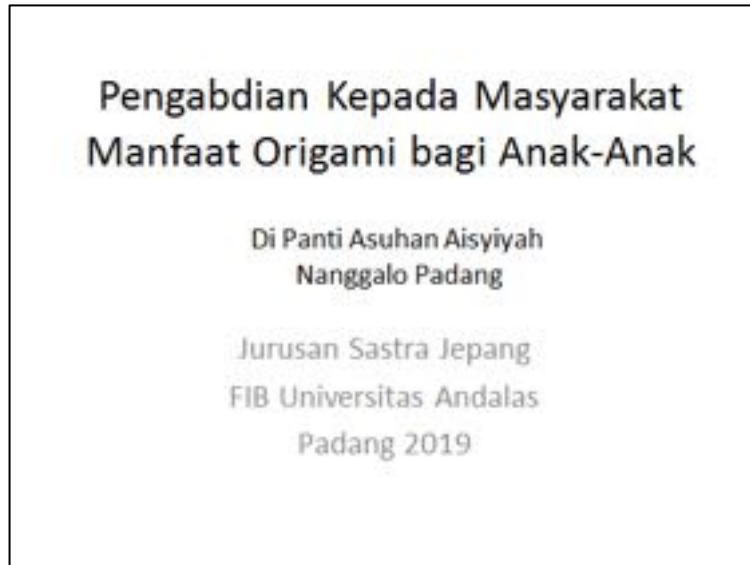 Pengabdian Kepada Masyarakat
Manfaat Origami bagi Anak-Anak
Di Panti Asuhan Aisyiyah
Nanggalo Padang
Jurusan Sastra Jepang
FIB Universitas Andalas
Padang 2019